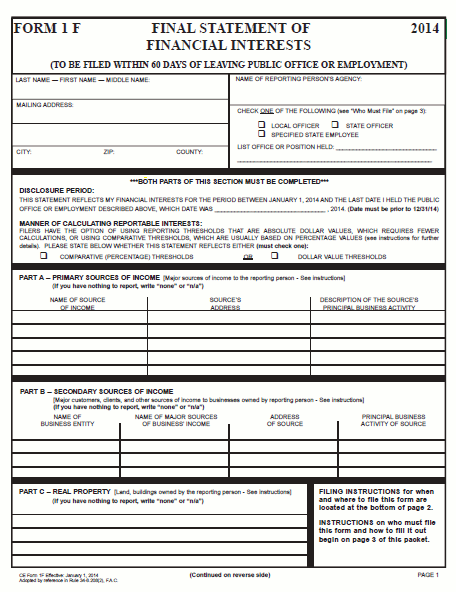 FORM 1 F FINAL STATEMENT OF 2014
FINANCIAL INTERESTS
(TO BE FILED WITHIN 60 DAYS OF LEAVING PUBLIC OFFICE OR EMPLOYMENT)
LAST NAME — FIRST NAME — MIDDLE NAME:
MAILING ADDRESS:
CITY: ZIP: COUNTY:
NAME OF REPORTING PERSON'S AGENCY:
CHECK ONE OF THE FOLLOWING (see "Who Must File" on page 3):
❑ LOCAL OFFICER ❑ STATE OFFICER
❑ SPECIFIED STATE EMPLOYEE
LIST OFFICE OR POSITION HELD:
***BOTH PARTS OF THIS SECTION MUST BE COMPLETED***
DISCLOSURE PERIOD:
THIS STATEMENT REFLECTS MY FINANCIAL INTERESTS FOR THE PERIOD BETWEEN JANUARY 1, 2014 AND THE LAST DATE I HELD THE PUBLIC
OFFICE OR EMPLOYMENT DESCRIBED ABOVE, WHICH DATE WAS ____________________, 2014. (Date must be prior to 12/31/14)
MANNER OF CALCULATING REPORTABLE INTERESTS:
FILERS HAVE THE OPTION OF USING REPORTING THRESHOLDS THAT ARE ABSOLUTE DOLLAR VALUES, WHICH REQUIRES FEWER
CALCULATIONS, OR USING COMPARATIVE THRESHOLDS, WHICH ARE USUALLY BASED ON PERCENTAGE VALUES (see instructions for further
details). PLEASE STATE BELOW WHETHER THIS STATEMENT REFLECTS EITHER (must check one):
❑ COMPARATIVE (PERCENTAGE) THRESHOLDS OR ❑ DOLLAR VALUE THRESHOLDS
PART A -- PRIMARY SOURCES OF INCOME [Major sources of income to the reporting person - See instructions]
(If you have nothing to report, write "none" or "n/a")
NAME OF SOURCE SOURCE'S DESCRIPTION OF THE SOURCE'S
OF INCOME ADDRESS PRINCIPAL BUSINESS ACTIVITY
PART B -- SECONDARY SOURCES OF INCOME
[Major customers, clients, and other sources of income to businesses owned by reporting person - See instructions]
(If you have nothing to report, write "none" or "n/a")
NAME OF NAME OF MAJOR SOURCES ADDRESS PRINCIPAL BUSINESS
BUSINESS ENTITY OF BUSINESS' INCOME OF SOURCE ACTIVITY OF SOURCE
PART C -- REAL PROPERTY [Land, buildings owned by the reporting person - See instructions]
(If you have nothing to report, write "none" or "n/a")
FILING INSTRUCTIONS for when
and where to file this form are
located at the bottom of page 2.
INSTRUCTIONS on who must file
this form and how to fill it out
begin on page 3 of this packet.
CE Form 1F Effective: January 1, 2014 (Continued on reverse side) PAGE 1
Adopted by reference in Rule 34-8.208(2), F.A.C.